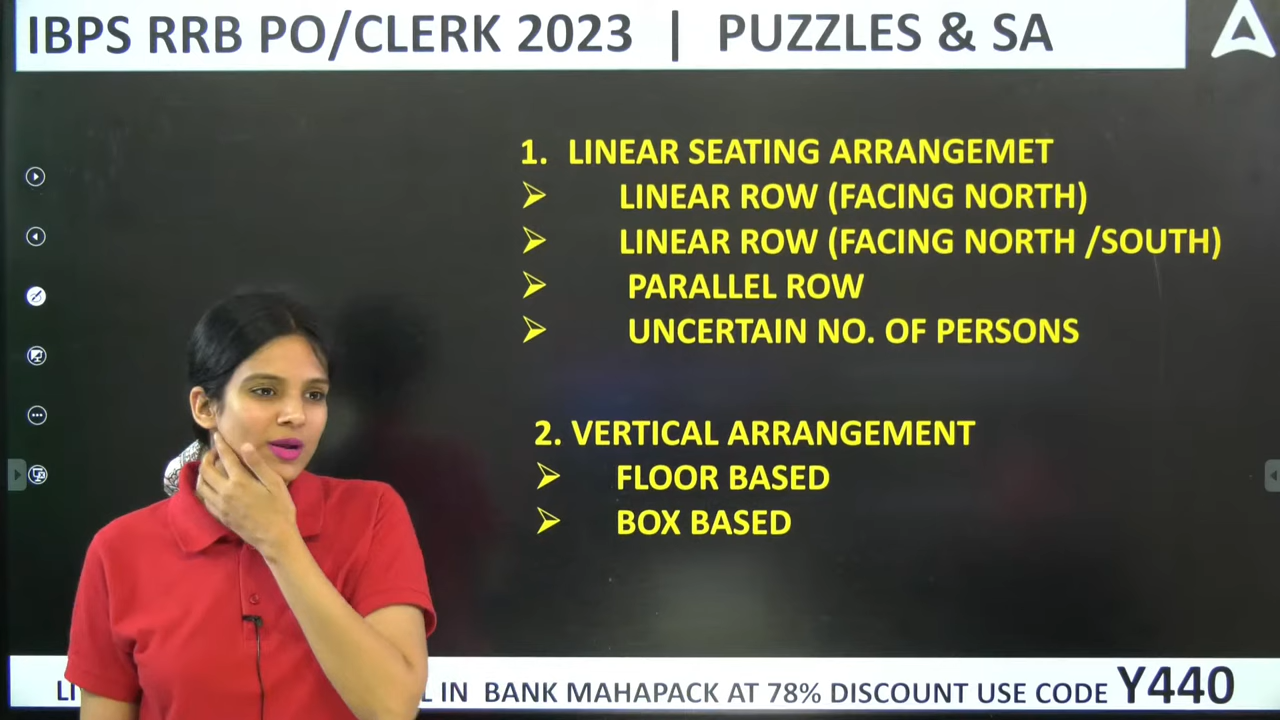 IBPS RRB PO/CLERK 2023 | PUZZLES & SA
1. LINEAR SEATING ARRANGEMET
➢ LINEAR ROW (FACING NORTH)
➢ LINEAR ROW (FACING NORTH /SOUTH)
➢ PARALLEL ROW
➢ UNCERTAIN NO. OF PERSONS
2. VERTICAL ARRANGEMENT
➢ FLOOR BASED
➢ BOX BASED
IN BANK MAHAPACK AT 78% DISCOUNT USE CODE Y440